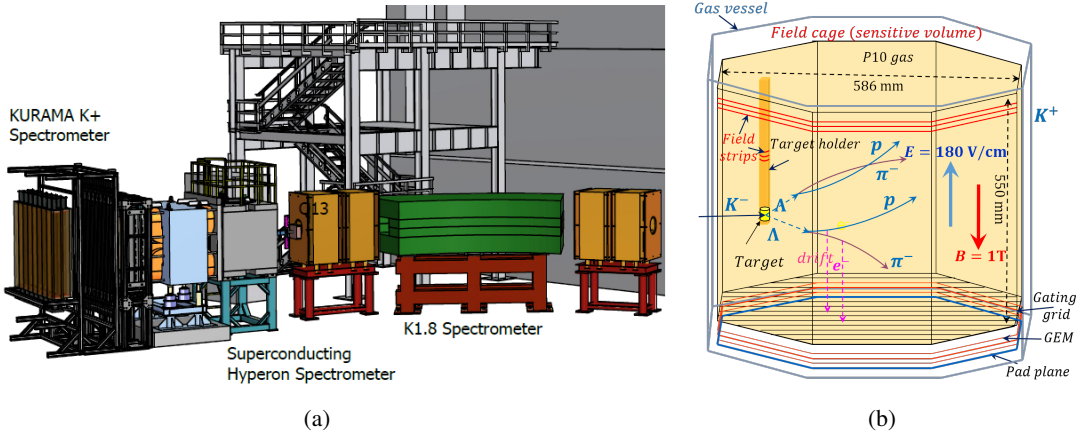 KURAMA K+
Spectrometer
Q13
K1.8 Spectrometer
Superconducting
Hyperon Spectrometer
(a)
Gas vessel
Field cage (sensitive volume)
P10 gas
586 mm
K⁺
Field
strips
Target holder
p
E = 180 V/cm
π⁻
550 mm
K⁻
Λ
p
Λ
B = 1T
Target
drift
e⁻
π⁻
Gating
grid
GEM
Pad plane
(b)